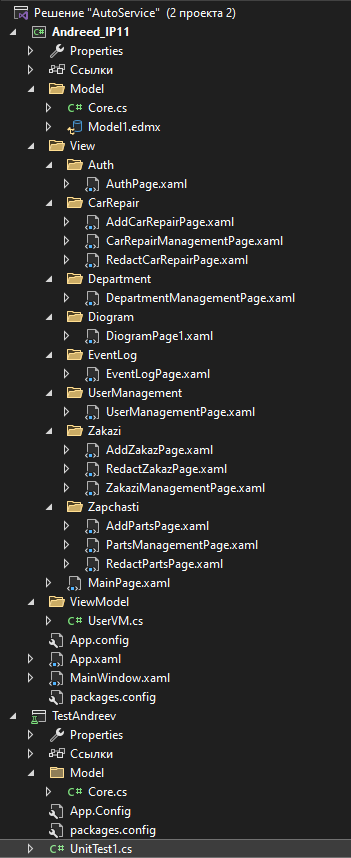 Решение "AutoService" (2 проекта 2)
Andreed_IP11
Properties
Ссылки
Model
C# Core.cs
Model1.edmx
View
Auth
AuthPage.xaml
CarRepair
AddCarRepairPage.xaml
CarRepairManagementPage.xaml
RedactCarRepairPage.xaml
Department
DepartmentManagementPage.xaml
Diogram
DiogramPage1.xaml
EventLog
EventLogPage.xaml
UserManagement
UserManagementPage.xaml
Zakazi
AddZakazPage.xaml
RedactZakazPage.xaml
ZakaziManagementPage.xaml
Zapchasti
AddPartsPage.xaml
PartsManagementPage.xaml
RedactPartsPage.xaml
MainPage.xaml
ViewModel
C# UserVM.cs
App.config
App.xaml
MainWindow.xaml
packages.config
TestAndreev
Properties
Ссылки
Model
C# Core.cs
App.Config
packages.config
C# UnitTest1.cs